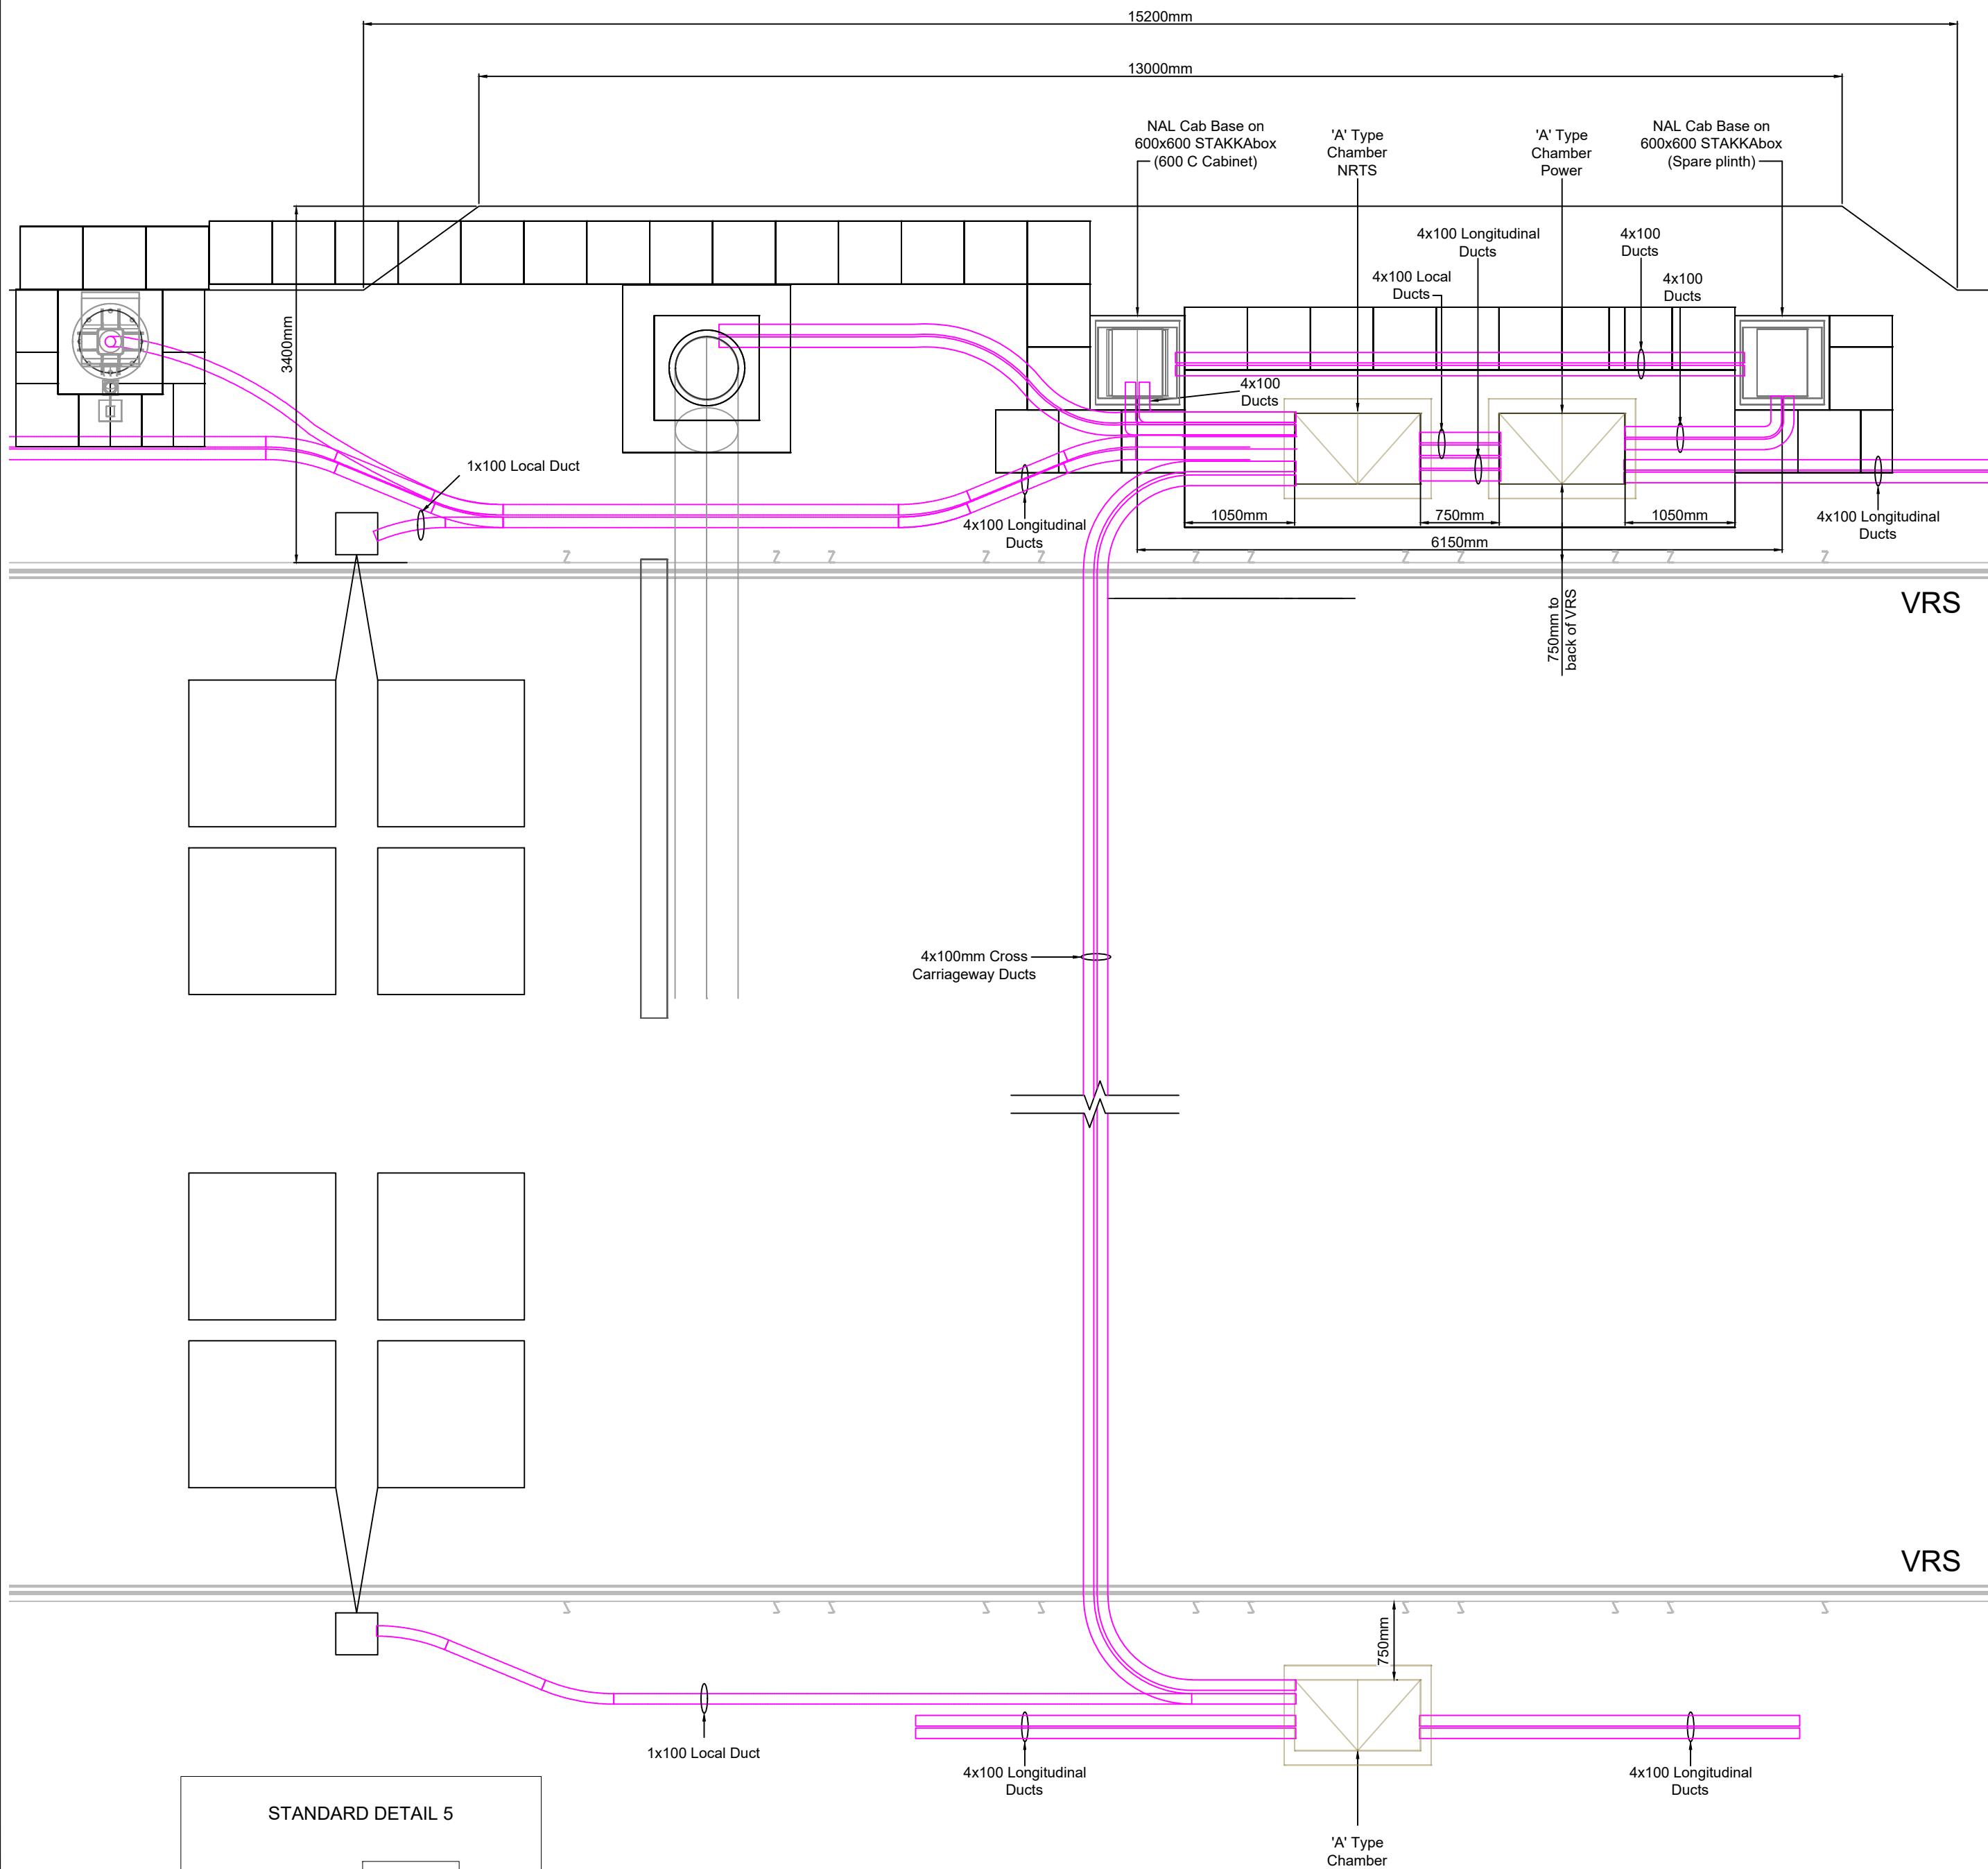 15200mm
13000mm
NAL Cab Base on
600x600 STAKKAbox
(600 C Cabinet)
'A' Type
Chamber
NRTS
'A' Type
Chamber
Power
NAL Cab Base on
600x600 STAKKAbox
(Spare plinth)
4x100 Longitudinal
Ducts
4x100
Ducts
4x100 Local
Ducts
4x100
Ducts
3400mm
4x100
Ducts
1x100 Local Duct
4x100 Longitudinal
Ducts
1050mm
750mm
1050mm
4x100 Longitudinal
Ducts
6150mm
VRS
750mm to
back of VRS
4x100mm Cross
Carriageway Ducts
VRS
750mm
1x100 Local Duct
4x100 Longitudinal
Ducts
4x100 Longitudinal
Ducts
STANDARD DETAIL 5
'A' Type
Chamber